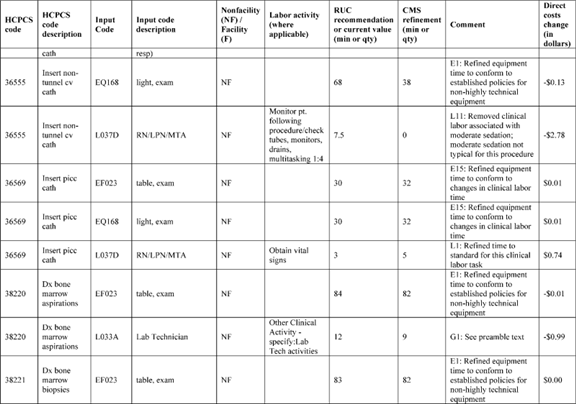 HCPCS code | HCPCS code description | Input Code | Input code description | Nonfacility (NF) / Facility (F) | Labor activity (where applicable) | RUC recommendation or current value (min or qty) | CMS refinement (min or qty) | Comment | Direct costs change (in dollars)
cath | resp)
36555 | Insert non-tunnel cv cath | EQ168 | light, exam | NF | | 68 | 38 | E1: Refined equipment time to conform to established policies for non-highly technical equipment | -$0.13
36555 | Insert non-tunnel cv cath | L037D | RN/LPN/MTA | NF | Monitor pt. following procedure/check tubes, monitors, drains, multitasking 1:4 | 7.5 | 0 | L11: Removed clinical labor associated with moderate sedation; moderate sedation not typical for this procedure | -$2.78
36569 | Insert picc cath | EF023 | table, exam | NF | | 30 | 32 | E15: Refined equipment time to conform to changes in clinical labor time | $0.01
36569 | Insert picc cath | EQ168 | light, exam | NF | | 30 | 32 | E15: Refined equipment time to conform to changes in clinical labor time | $0.01
36569 | Insert picc cath | L037D | RN/LPN/MTA | NF | Obtain vital signs | 3 | 5 | L1: Refined time to standard for this clinical labor task | $0.74
38220 | Dx bone marrow aspirations | EF023 | table, exam | NF | | 84 | 82 | E1: Refined equipment time to conform to established policies for non-highly technical equipment | -$0.01
38220 | Dx bone marrow aspirations | L033A | Lab Technician | NF | Other Clinical Activity - specify:Lab Tech activities | 12 | 9 | G1: See preamble text | -$0.99
38221 | Dx bone marrow biopsies | EF023 | table, exam | NF | | 83 | 82 | E1: Refined equipment time to conform to established policies for non-highly technical equipment | $0.00